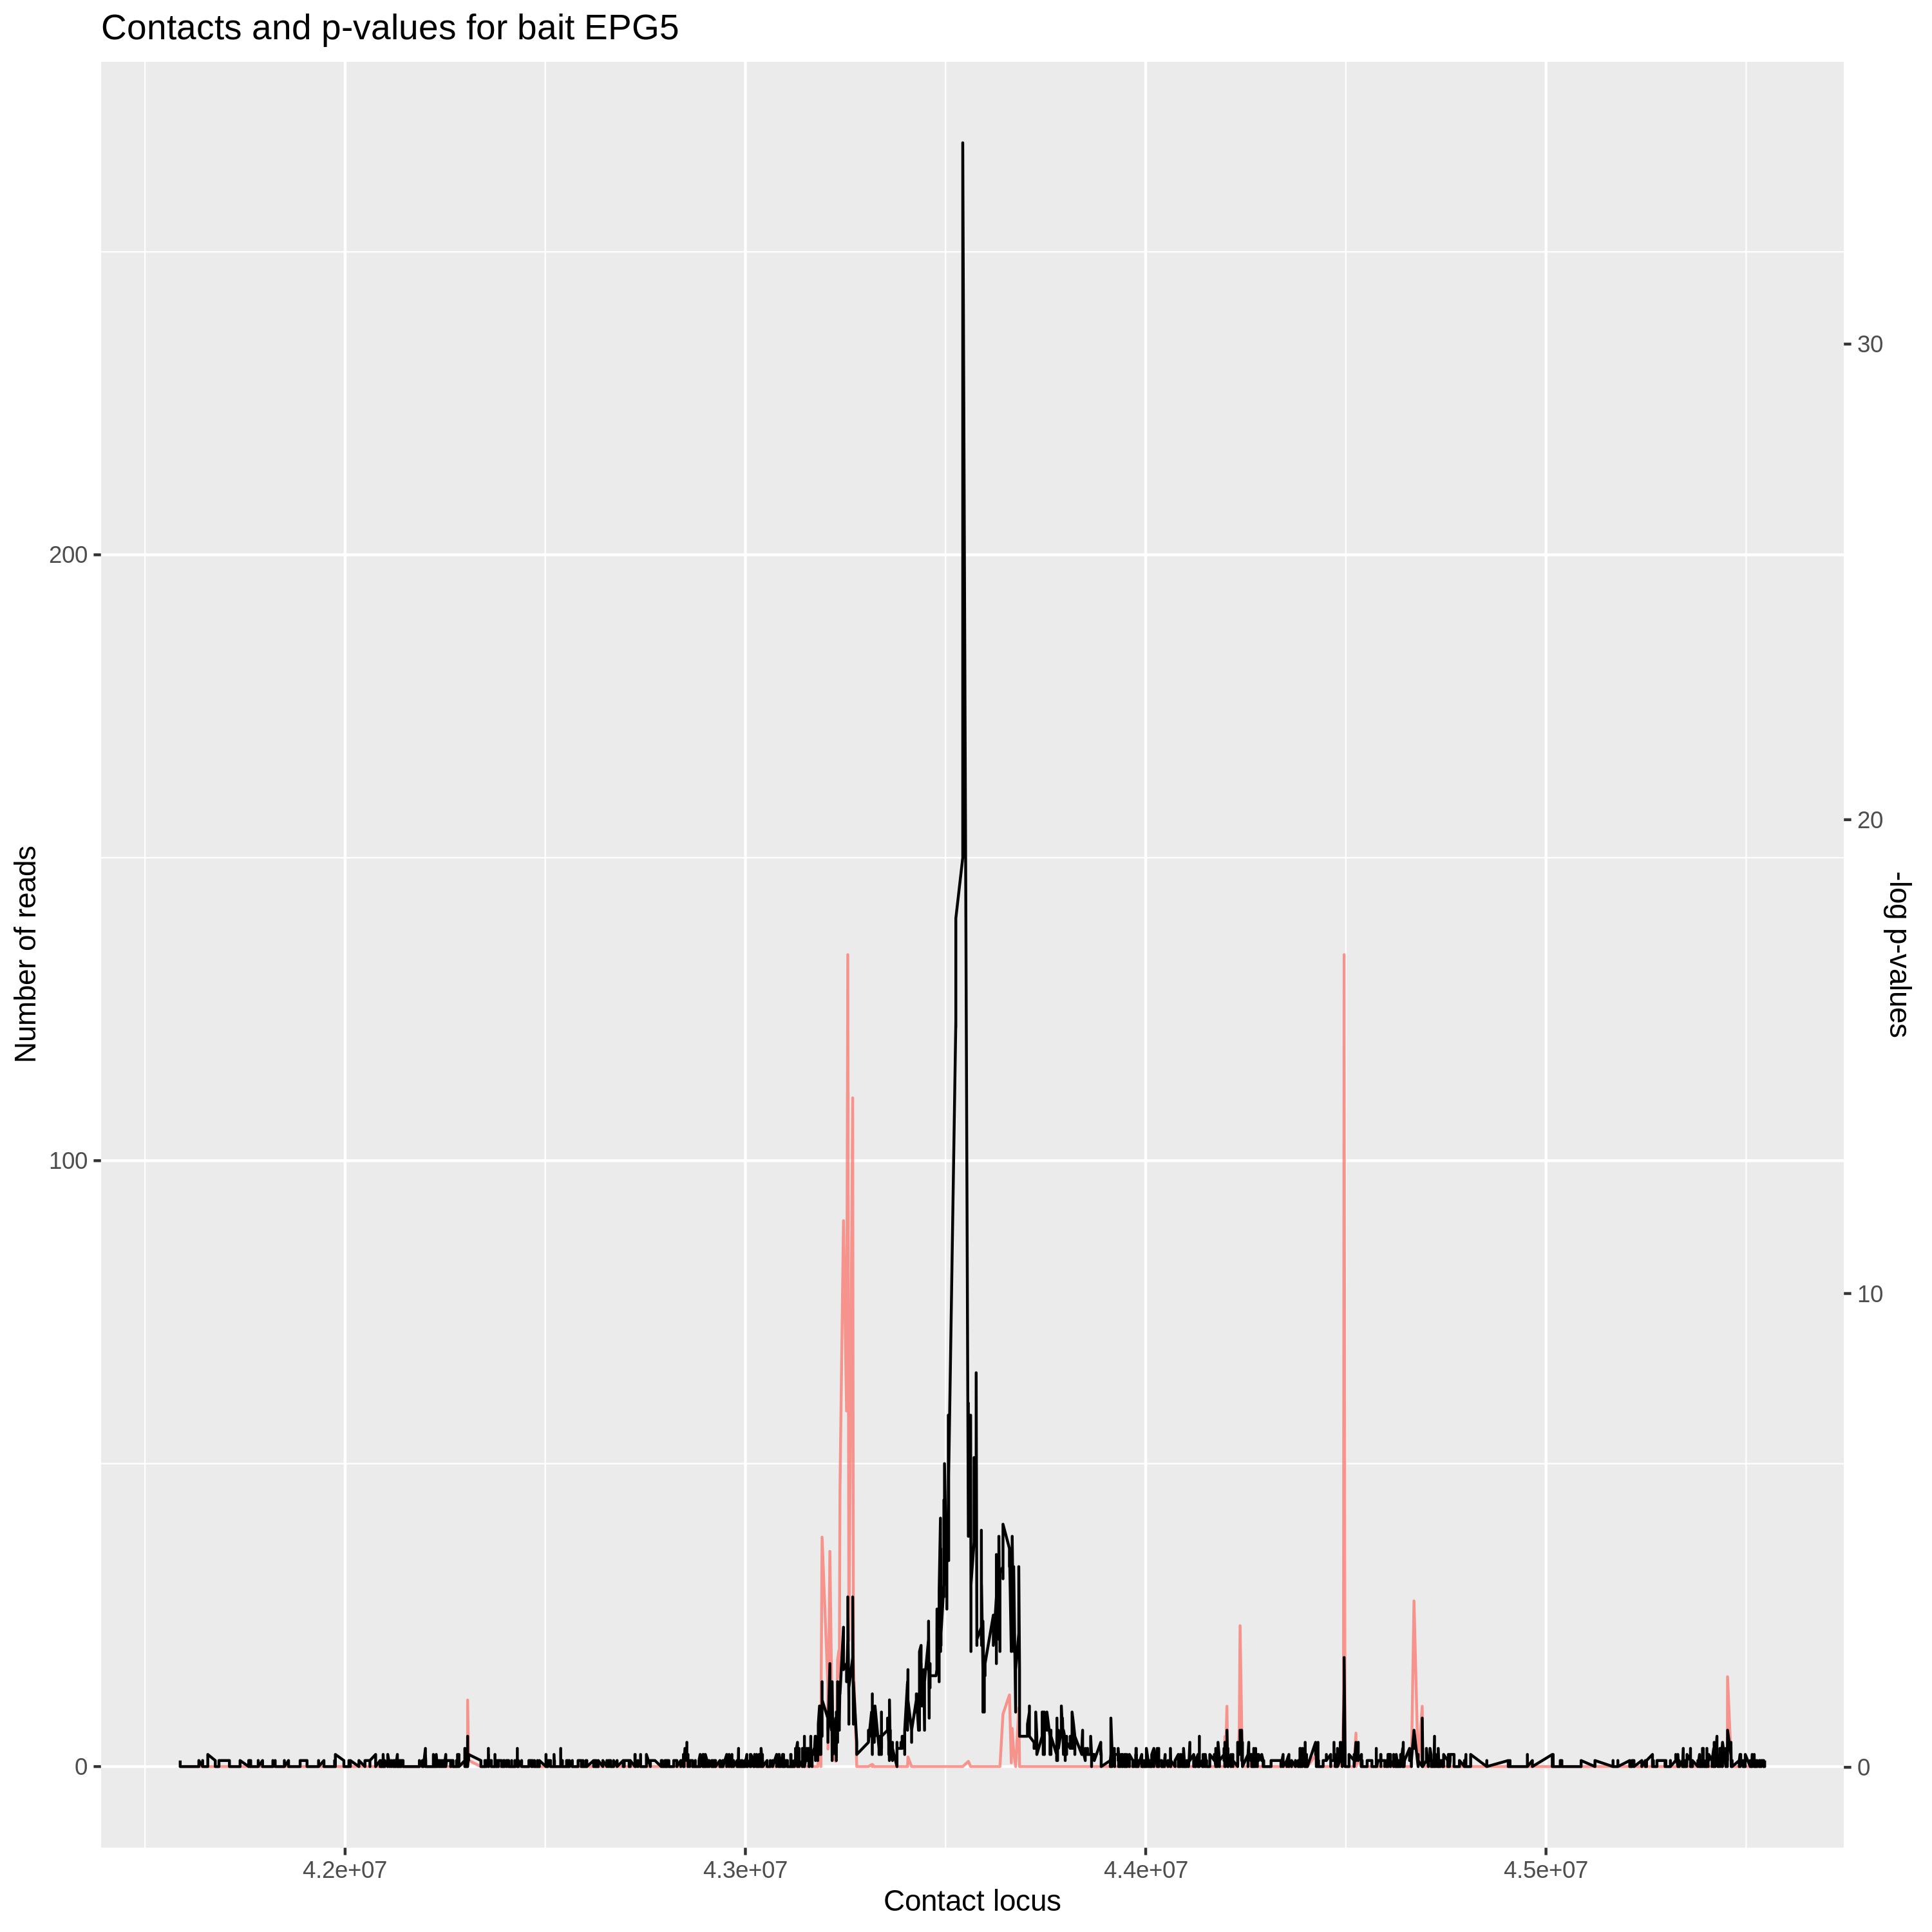 Contacts and p-values for bait EPG5
Number of reads
200
100
0
30
20
10
0
-log p-values
4.2e+07
4.3e+07
4.4e+07
4.5e+07
Contact locus